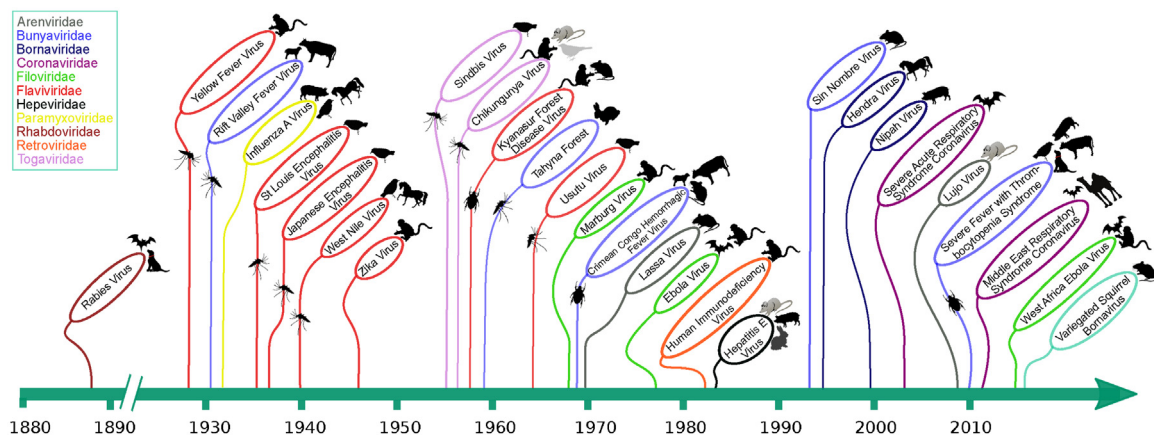 Arenviridae
Bunyaviridae
Bornaviridae
Coronaviridae
Filoviridae
Flaviviridae
Hepeviridae
Paramyxoviridae
Rhabdoviridae
Retroviridae
Togaviridae
Rabies Virus
Yellow Fever Virus
Rift Valley Fever Virus
Influenza A Virus
St Louis Encephalitis
Virus
Japanese Encephalitis
Virus
West Nile Virus
Zika Virus
Sindbis Virus
Chikungunya Virus
Kyanasur Forest
Disease Virus
Tahyna Forest
Usutu Virus
Marburg Virus
Crimean Congo Hemorrhagic
Fever Virus
Lassa Virus
Ebola Virus
Human Immunodeficiency
Virus
Hepatitis E
Virus
Sin Nombre Virus
Hendra Virus
Nipah Virus
Severe Acute Respiratory
Syndrome Coronavirus
Lujo Virus
Severe Fever with Throm-
bocytopenia Syndrome
Middle East Respiratory
Syndrome Coronavirus
West Africa Ebola Virus
Variegated Squirrel
Bornavirus
1880
1890
1930
1940
1950
1960
1970
1980
1990
2000
2010